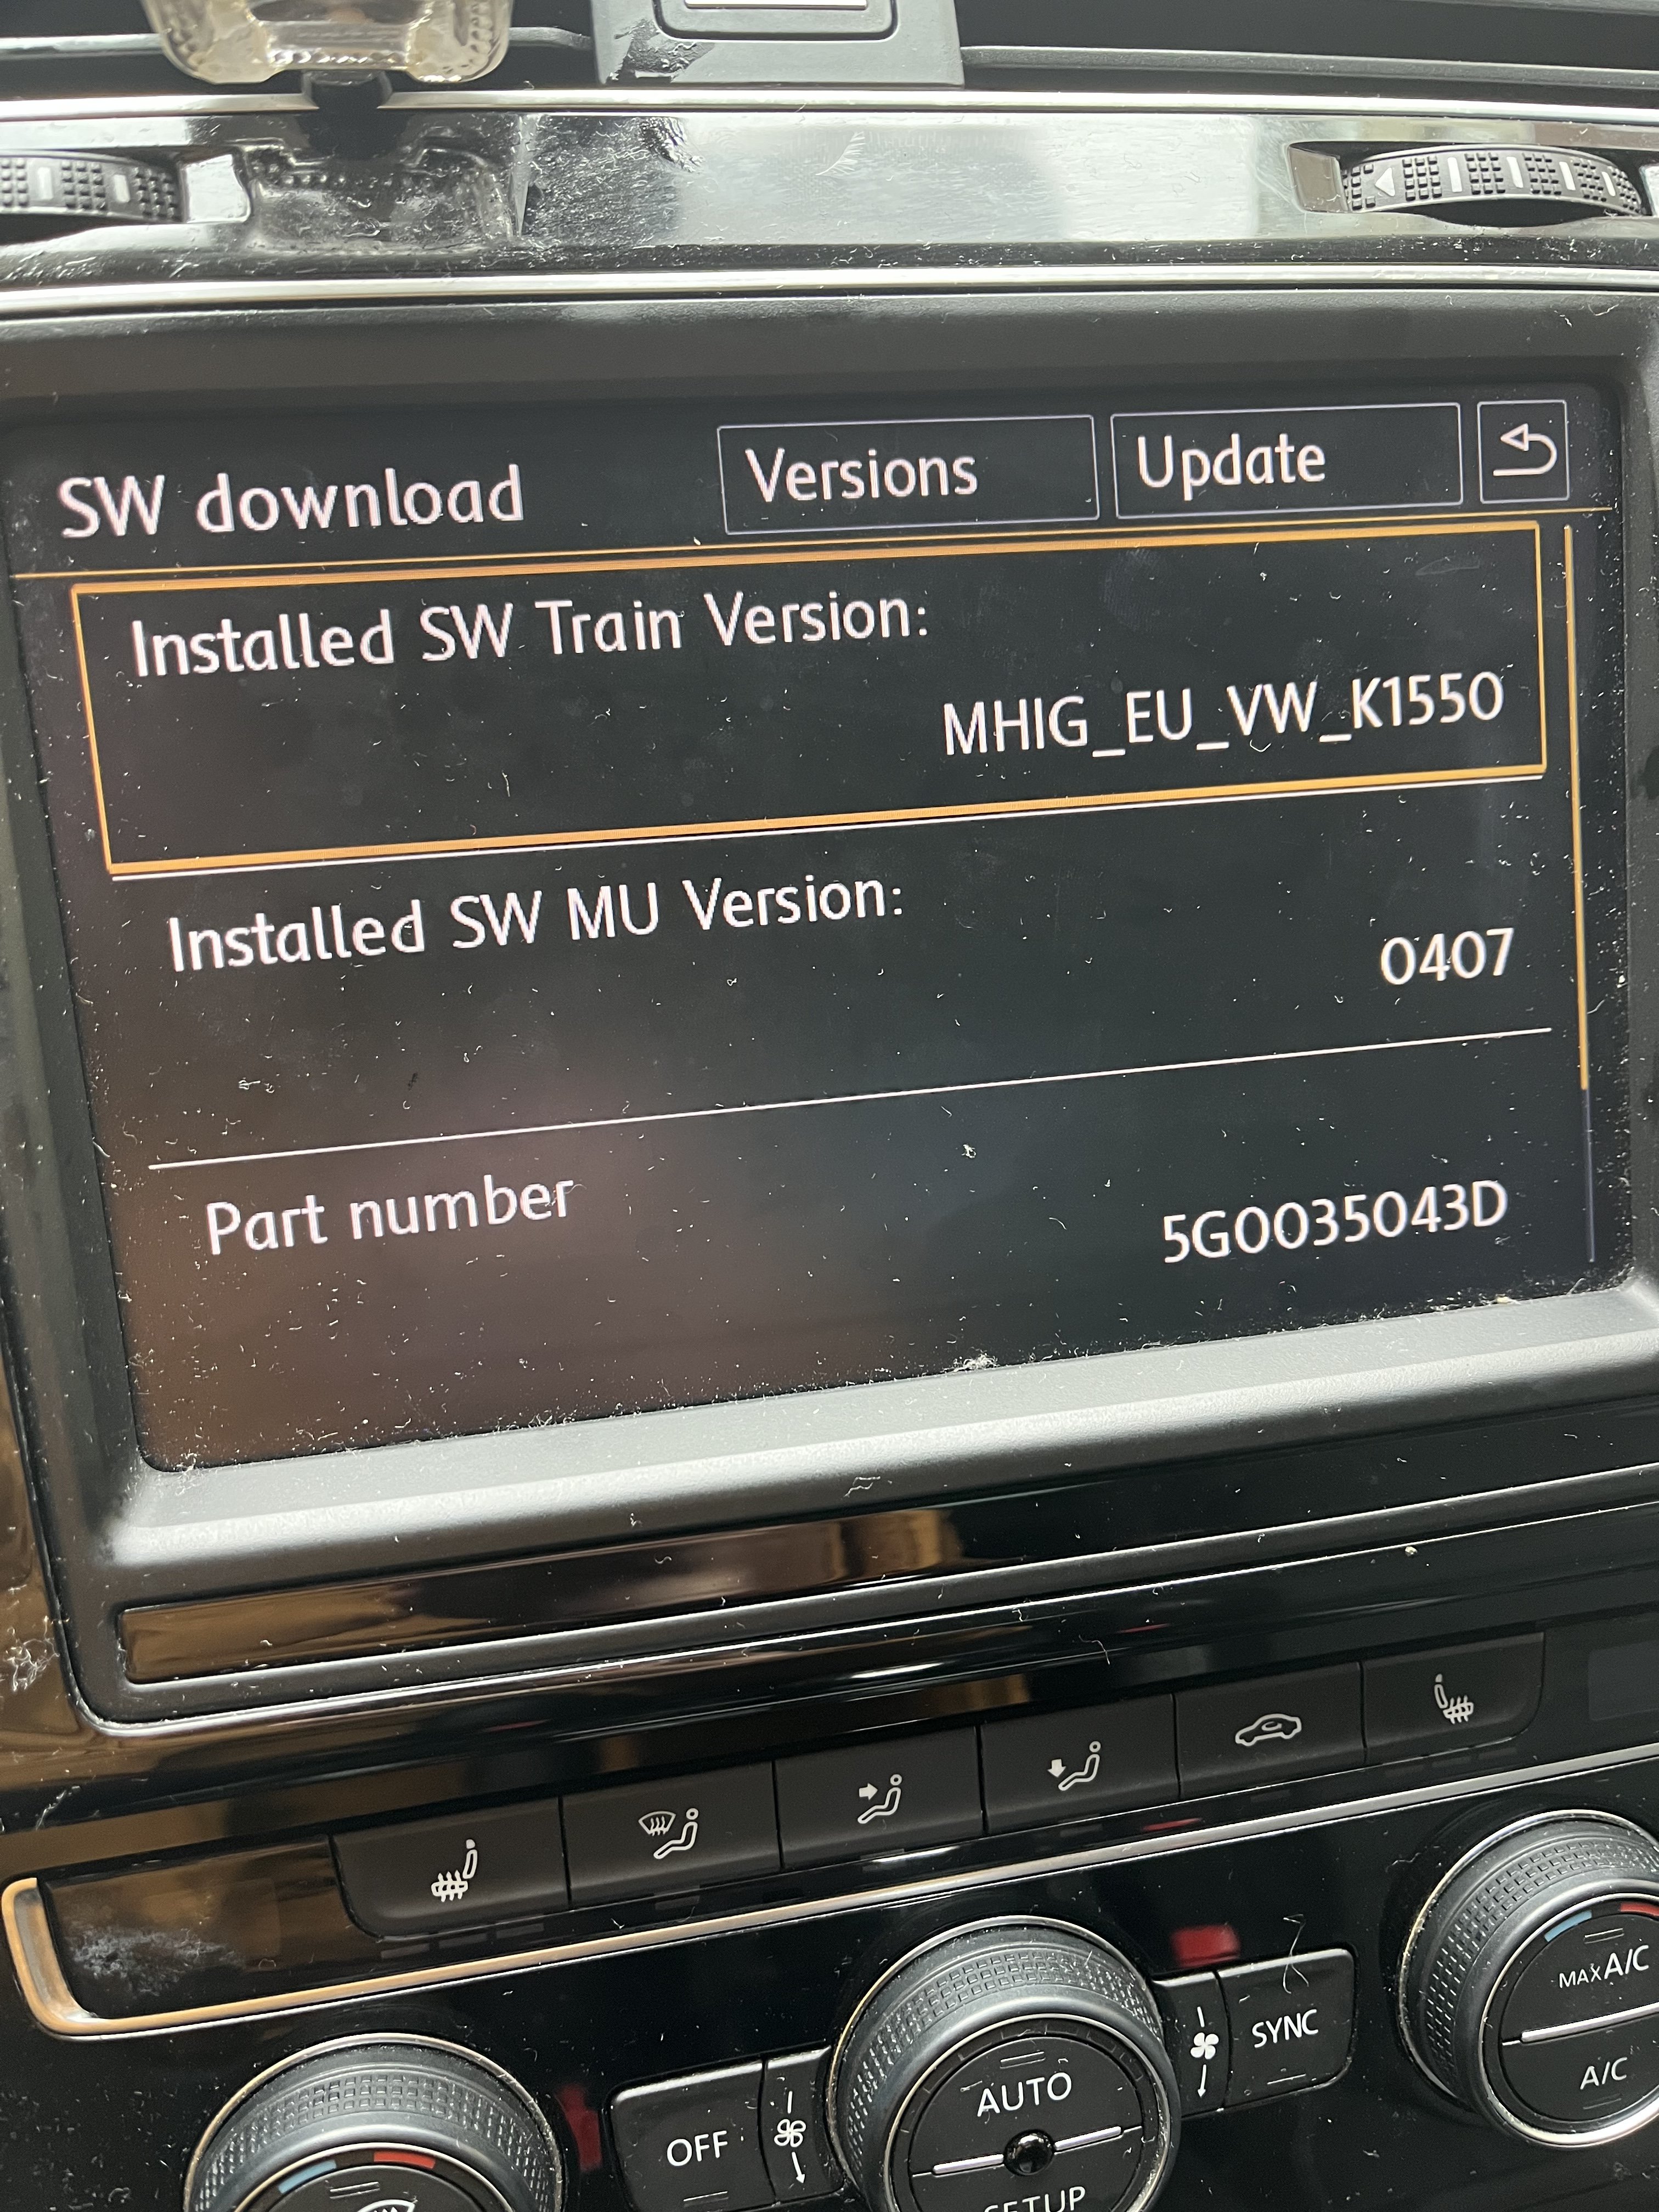 SW download
Versions
Update
Installed SW Train Version:
MHIG_EU_VW_K1550
Installed SW MU Version:
0407
Part number
5G0035043D
MAX A/C
SYNC
A/C
AUTO
OFF
SETUP